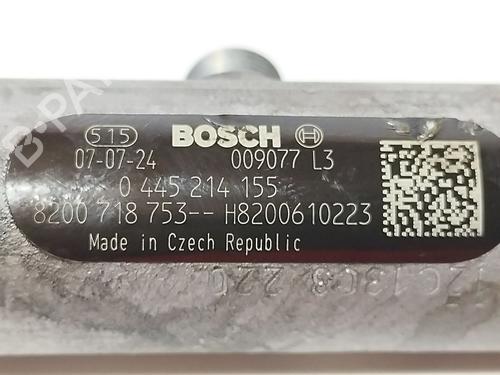 515 BOSCH
07-07-24 009077 L3
0 445 214 155
8200 718 753-- H8200610223
Made in Czech Republic